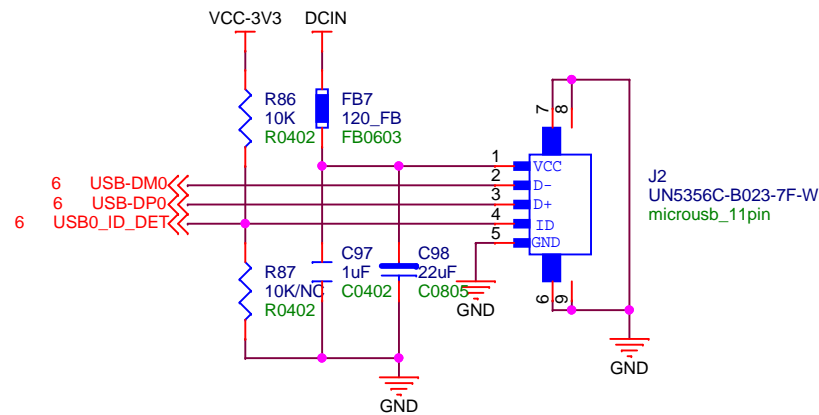 VCC-3V3 DCIN
R86
10K
R0402
FB7
120_FB
FB0603
7
8
1 VCC
6 USB-DM0 2 D-
6 USB-DP0 3 D+
6 USB0_ID_DET 4 ID
5 GND
J2
UN5356C-B023-7F-W
microusb_11pin
R87
10K/NC
R0402
C97
1uF
C0402
C98
22uF
C0805
GND
6
9
GND
GND